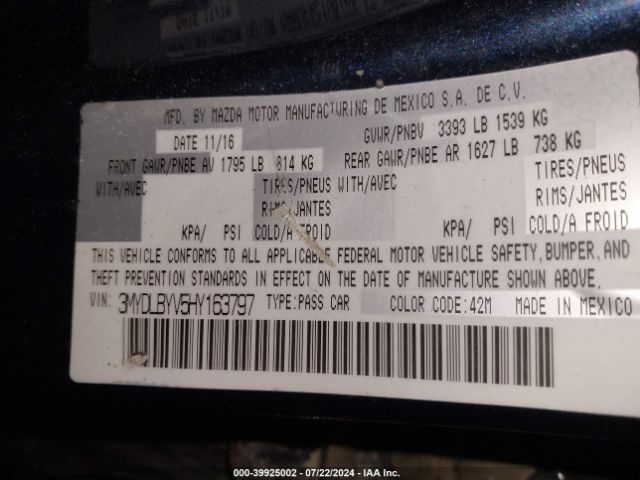 MFD. BY MAZDA MOTOR MANUFACTURING DE MEXICO S.A. DE C.V.
DATE 11/16 GVWR/PNBV 3393 LB 1539 KG
FRONT GAWR/PNBE AV 1795 LB 814 KG REAR GAWR/PNBE AR 1627 LB 738 KG
WITH/AVEC TIRES/PNEUS WITH/AVEC TIRES/PNEUS
RIMS/JANTES RIMS/JANTES
KPA/ PSI COLD/A FROID KPA/ PSI COLD/A FROID
THIS VEHICLE CONFORMS TO ALL APPLICABLE FEDERAL MOTOR VEHICLE SAFETY, BUMPER, AND
THEFT PREVENTION STANDARDS IN EFFECT ON THE DATE OF MANUFACTURE SHOWN ABOVE.
VIN: 3MYDLBYV5HY163797 TYPE:PASS CAR COLOR CODE:42M MADE IN MEXICO
000-39925002 - 07/22/2024 - IAA Inc.